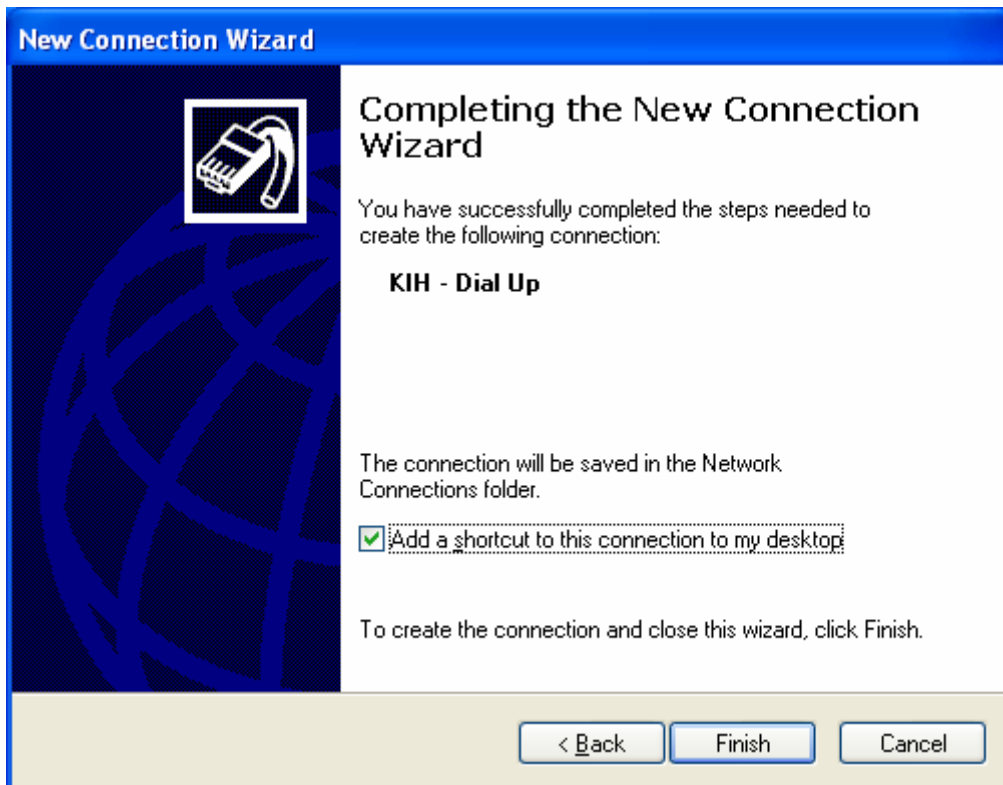 New Connection Wizard
Completing the New Connection
Wizard
You have successfully completed the steps needed to
create the following connection:
KIH - Dial Up
The connection will be saved in the Network
Connections folder.
Add a shortcut to this connection to my desktop
To create the connection and close this wizard, click Finish.
< Back
Finish
Cancel